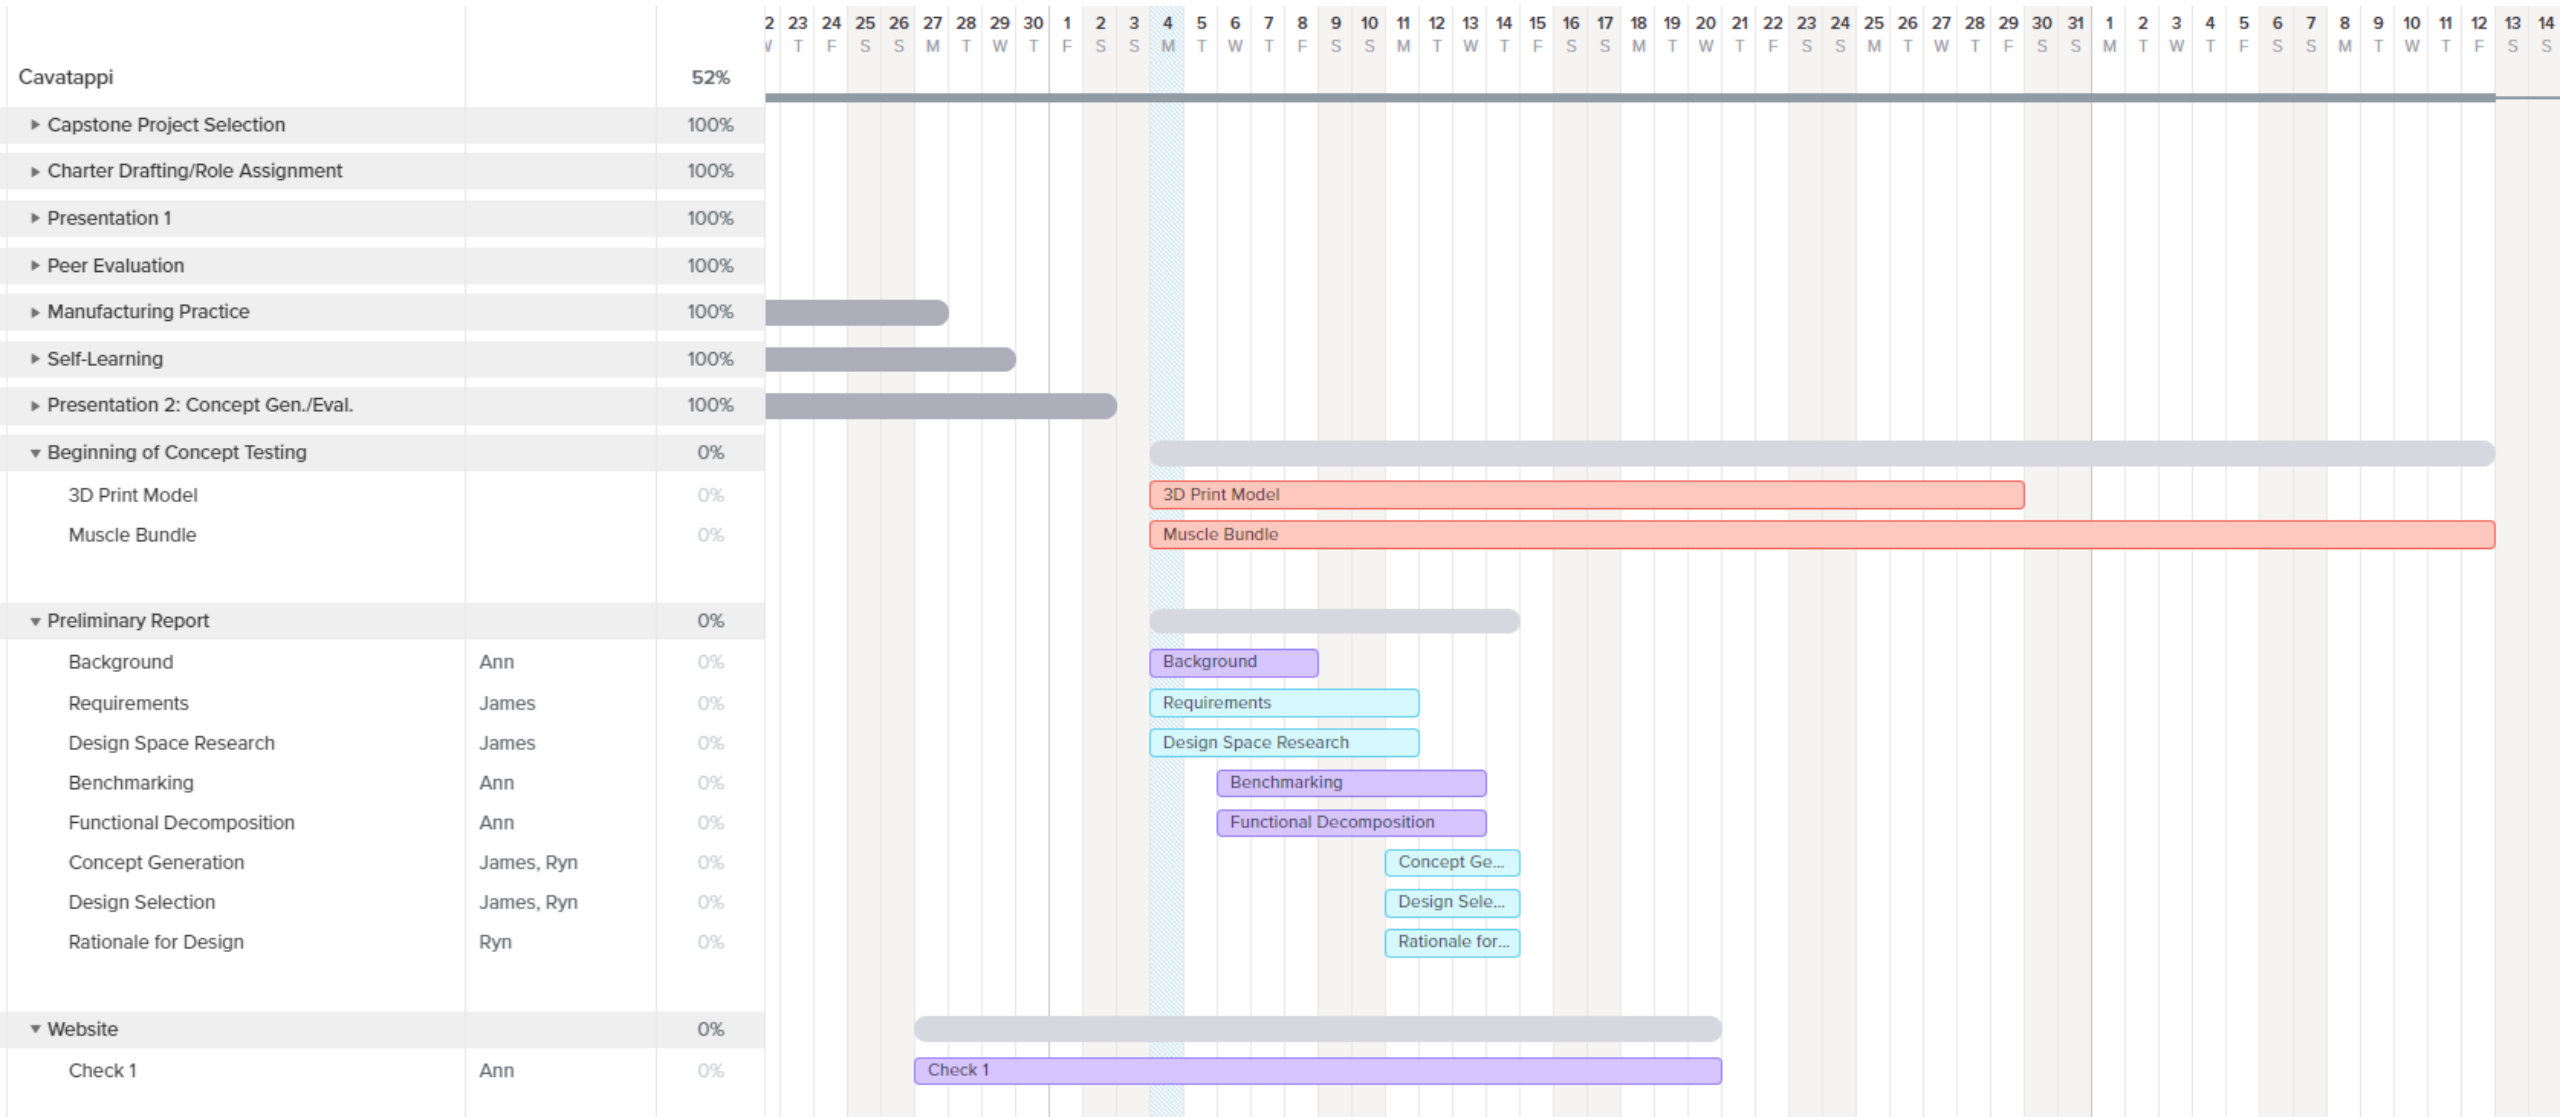 2 23 24 25 26 27 28 29 30 1 2 3 4 5 6 7 8 9 10 11 12 13 14 15 16 17 18 19 20 21 22 23 24 25 26 27 28 29 30 31 1 2 3 4 5 6 7 8 9 10 11 12 13 14
T F S S M T W T F S S M T W T F S S M T W T F S S M T W T F S S M T W T F S S M T W T F S S M T W T F S S
Cavatappi 52%
Capstone Project Selection 100%
Charter Drafting/Role Assignment 100%
Presentation 1 100%
Peer Evaluation 100%
Manufacturing Practice 100%
Self-Learning 100%
Presentation 2: Concept Gen./Eval. 100%
Beginning of Concept Testing 0%
3D Print Model 0% 3D Print Model
Muscle Bundle 0% Muscle Bundle
Preliminary Report 0%
Background Ann 0% Background
Requirements James 0% Requirements
Design Space Research James 0% Design Space Research
Benchmarking Ann 0% Benchmarking
Functional Decomposition Ann 0% Functional Decomposition
Concept Generation James, Ryn 0% Concept Ge...
Design Selection James, Ryn 0% Design Sele...
Rationale for Design Ryn 0% Rationale for...
Website 0%
Check 1 Ann 0% Check 1